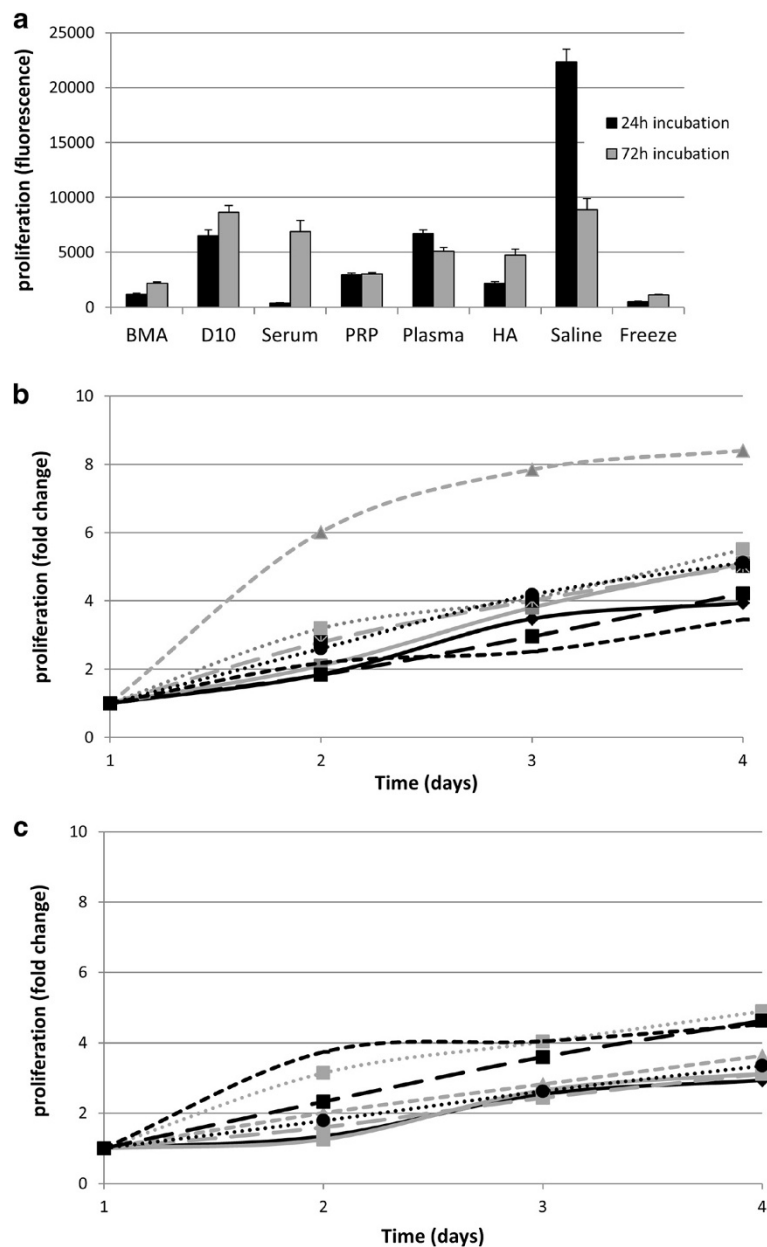 a
25000
20000
15000
10000
5000
0
proliferation (fluorescence)
24h incubation
72h incubation
BMA D10 Serum PRP Plasma HA Saline Freeze
b
10
8
6
4
2
0
proliferation (fold change)
1 2 3 4
Time (days)
c
10
8
6
4
2
0
proliferation (fold change)
1 2 3 4
Time (days)